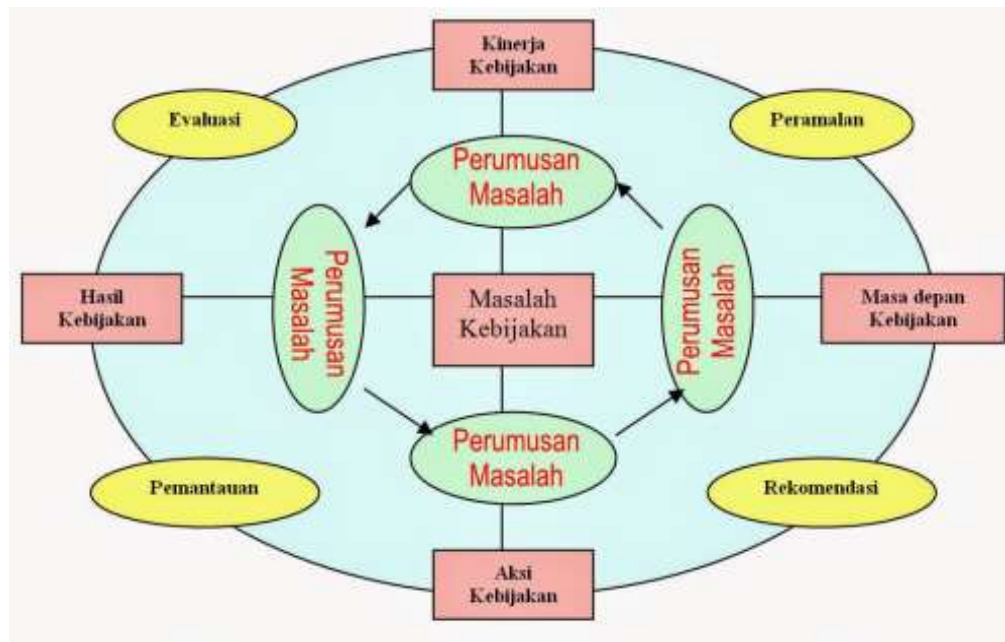 Kinerja
Kebijakan
Evaluasi
Peramalan
Perumusan
Masalah
Perumusan
Masalah
Hasil
Kebijakan
Masalah
Kebijakan
Perumusan
Masalah
Masa depan
Kebijakan
Perumusan
Masalah
Pemantauan
Rekomendasi
Aksi
Kebijakan